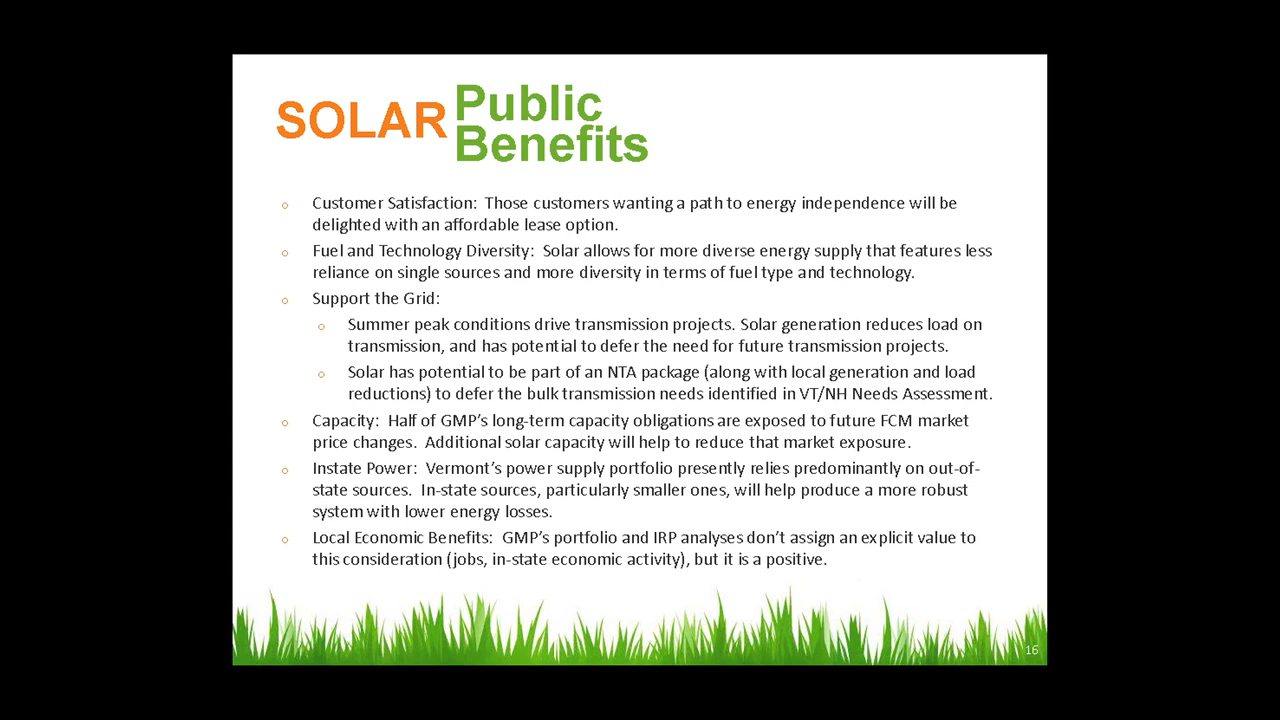 SOLAR Public
Benefits
○ Customer Satisfaction: Those customers wanting a path to energy independence will be
delighted with an affordable lease option.
○ Fuel and Technology Diversity: Solar allows for more diverse energy supply that features less
reliance on single sources and more diversity in terms of fuel type and technology.
○ Support the Grid:
○ Summer peak conditions drive transmission projects. Solar generation reduces load on
transmission, and has potential to defer the need for future transmission projects.
○ Solar has potential to be part of an NTA package (along with local generation and load
reductions) to defer the bulk transmission needs identified in VT/NH Needs Assessment.
○ Capacity: Half of GMP’s long-term capacity obligations are exposed to future FCM market
price changes. Additional solar capacity will help to reduce that market exposure.
○ Instate Power: Vermont’s power supply portfolio presently relies predominantly on out-of-
state sources. In-state sources, particularly smaller ones, will help produce a more robust
system with lower energy losses.
○ Local Economic Benefits: GMP’s portfolio and IRP analyses don’t assign an explicit value to
this consideration (jobs, in-state economic activity), but it is a positive.
16